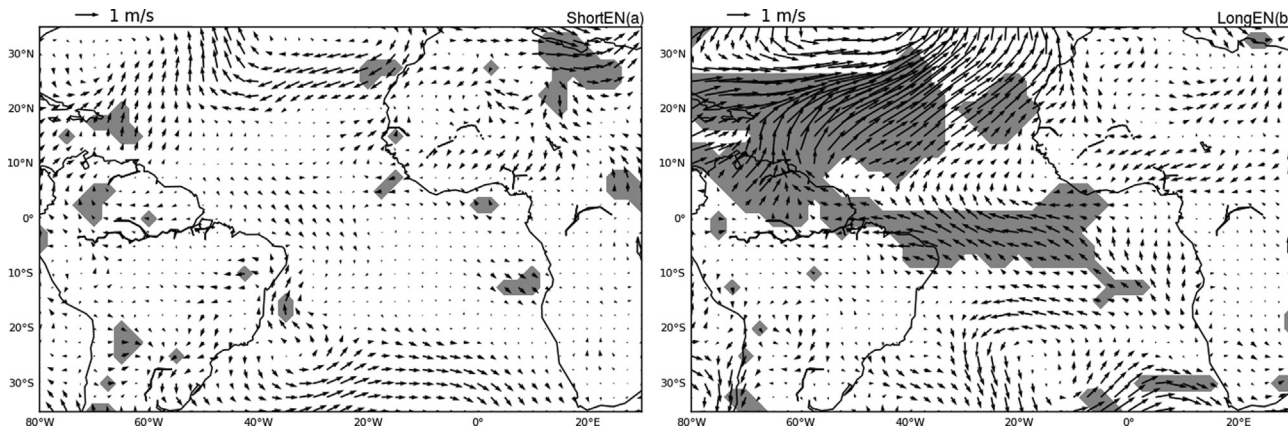 1 m/s ShortEN(a) 1 m/s LongEN(b
30°N 30°N
20°N 20°N
10°N 10°N
0° 0°
10°S 10°S
20°S 20°S
30°S 30°S
80°W 60°W 40°W 20°W 0° 20°E 80°W 60°W 40°W 20°W 0° 20°E